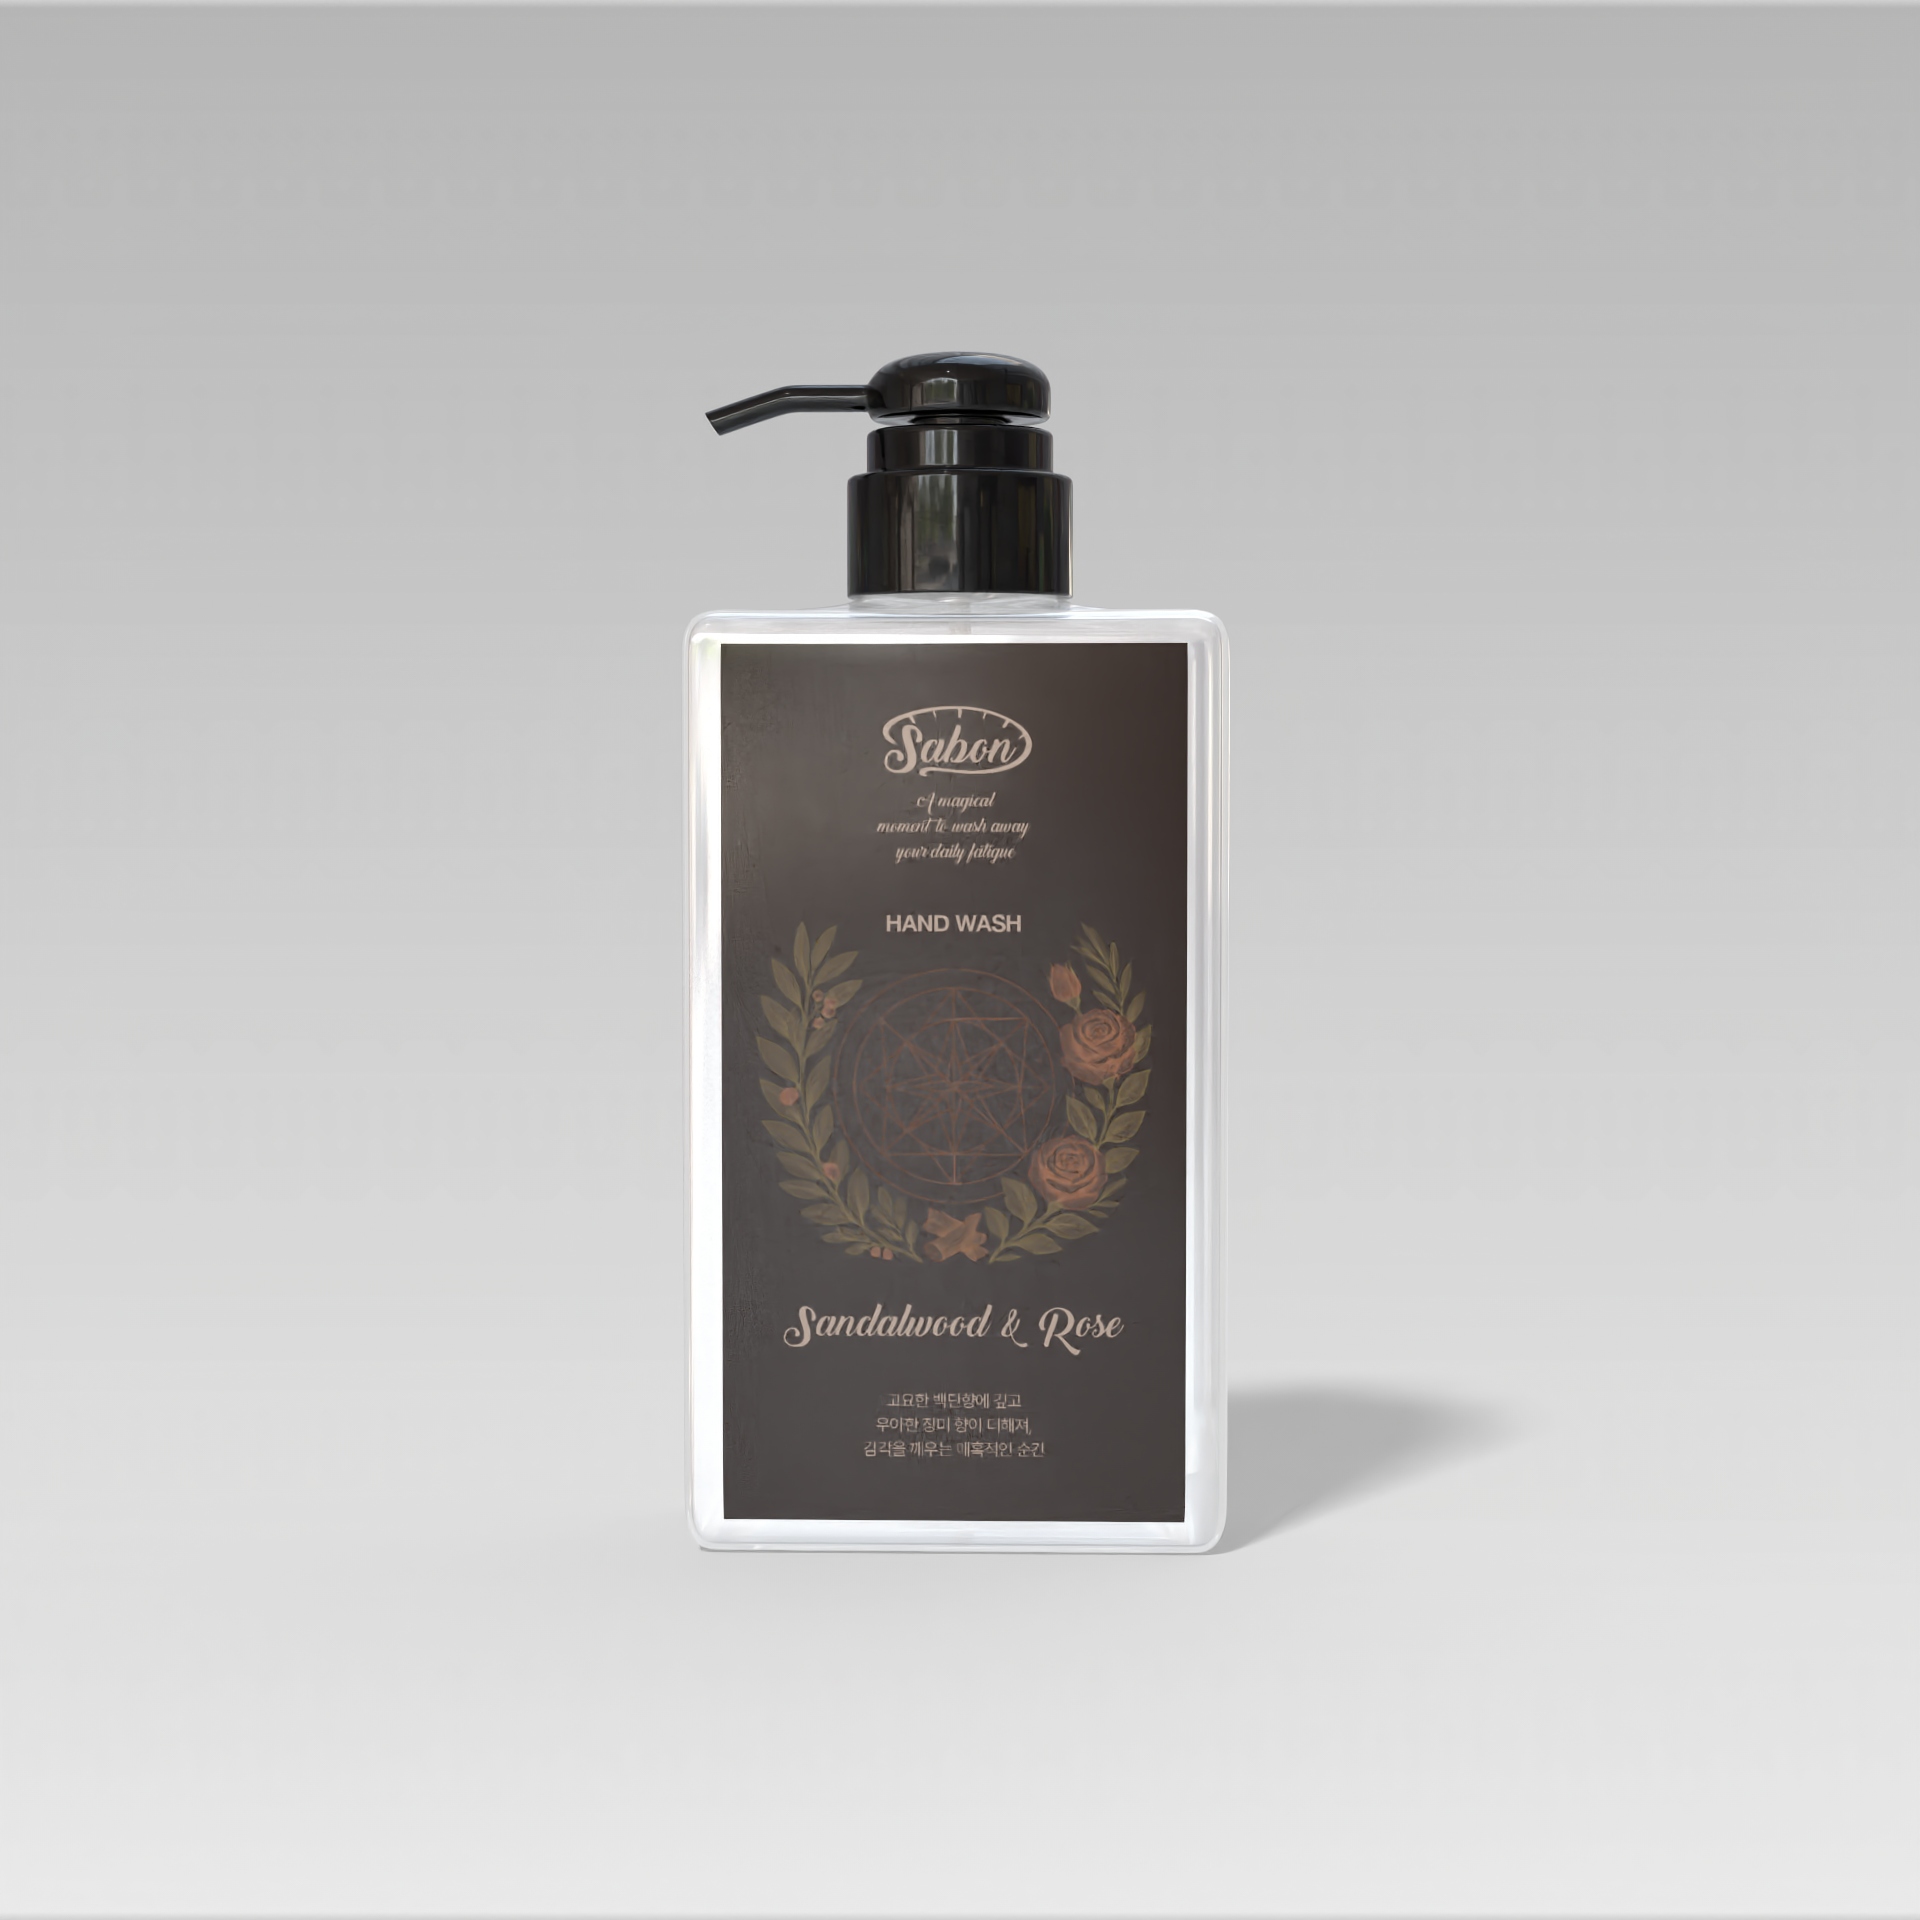 Sabon
A magical
moment to wash away
your daily fatigue
HAND WASH
Sandalwood & Rose
고요한 백단향에 깊고
우아한 장미 향이 더해져,
감각을 깨우는 매혹적인 순간